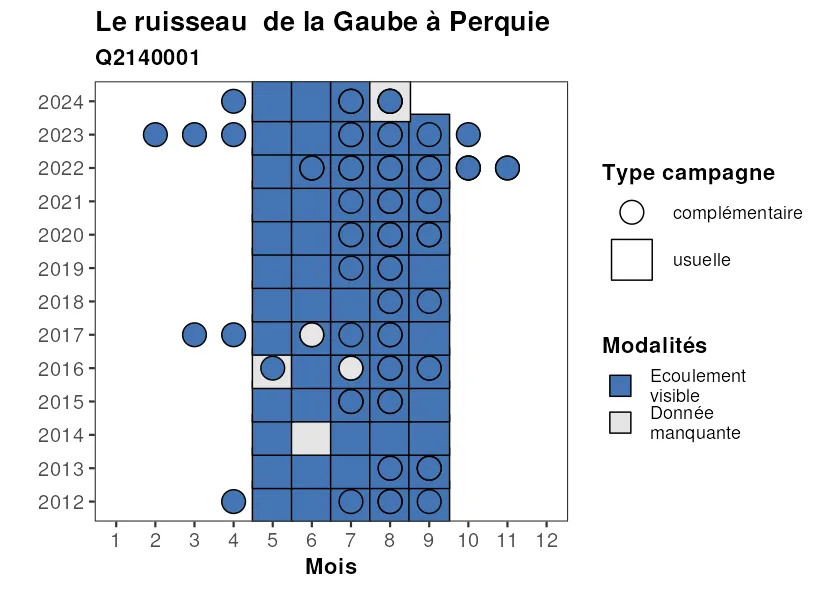 Le ruisseau  de la Gaube à Perquie
Q2140001
2024
2023
2022
2021
2020
2019
2018
2017
2016
2015
2014
2013
2012
1 2 3 4 5 6 7 8 9 10 11 12
Mois
Type campagne
complémentaire
usuelle
Modalités
Ecoulement
visible
Donnée
manquante